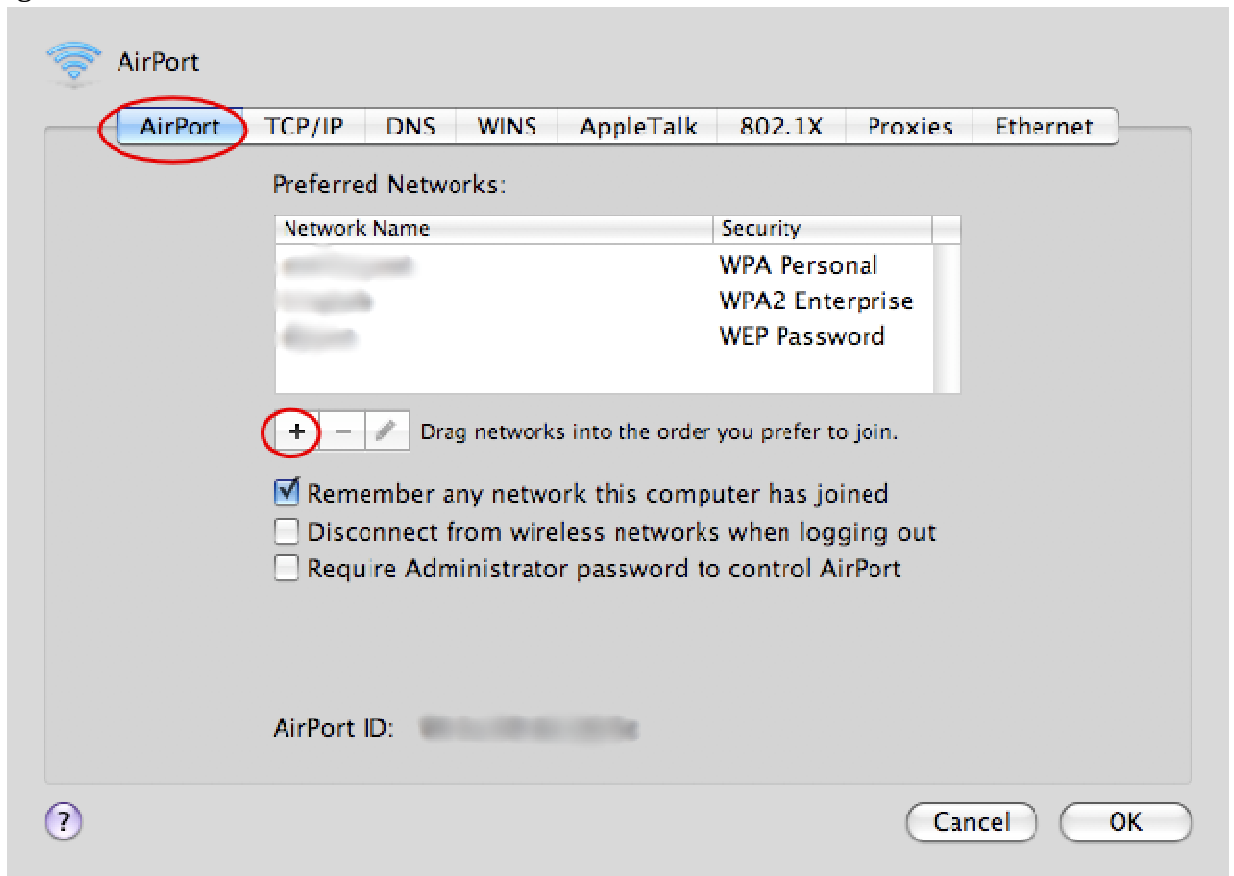 AirPort
AirPort TCP/IP DNS WINS AppleTalk 802.1X Proxies Ethernet
Preferred Networks:
Network Name Security
WPA Personal
WPA2 Enterprise
WEP Password
+ − Drag networks into the order you prefer to join.
Remember any network this computer has joined
Disconnect from wireless networks when logging out
Require Administrator password to control AirPort
AirPort ID:
? Cancel OK